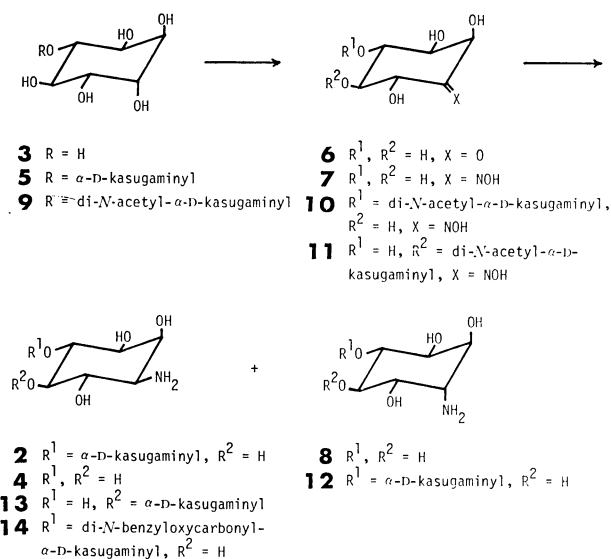 OH
HO
RO
HO
OH
OH
OH
HO
R¹O
R²O
OH
X
3 R = H
5 R = α-D-kasugaminyl
9 R = di-N-acetyl-α-D-kasugaminyl
6 R¹, R² = H, X = O
7 R¹, R² = H, X = NOH
10 R¹ = di-N-acetyl-α-D-kasugaminyl,
R² = H, X = NOH
11 R¹ = H, R² = di-N-acetyl-α-D-
kasugaminyl, X = NOH
OH
HO
R¹O
R²O
NH₂
OH
+
OH
HO
R¹O
R²O
OH
NH₂
2 R¹ = α-D-kasugaminyl, R² = H
4 R¹, R² = H
13 R¹ = H, R² = α-D-kasugaminyl
14 R¹ = di-N-benzyloxycarbonyl-
α-D-kasugaminyl, R² = H
8 R¹, R² = H
12 R¹ = α-D-kasugaminyl, R² = H